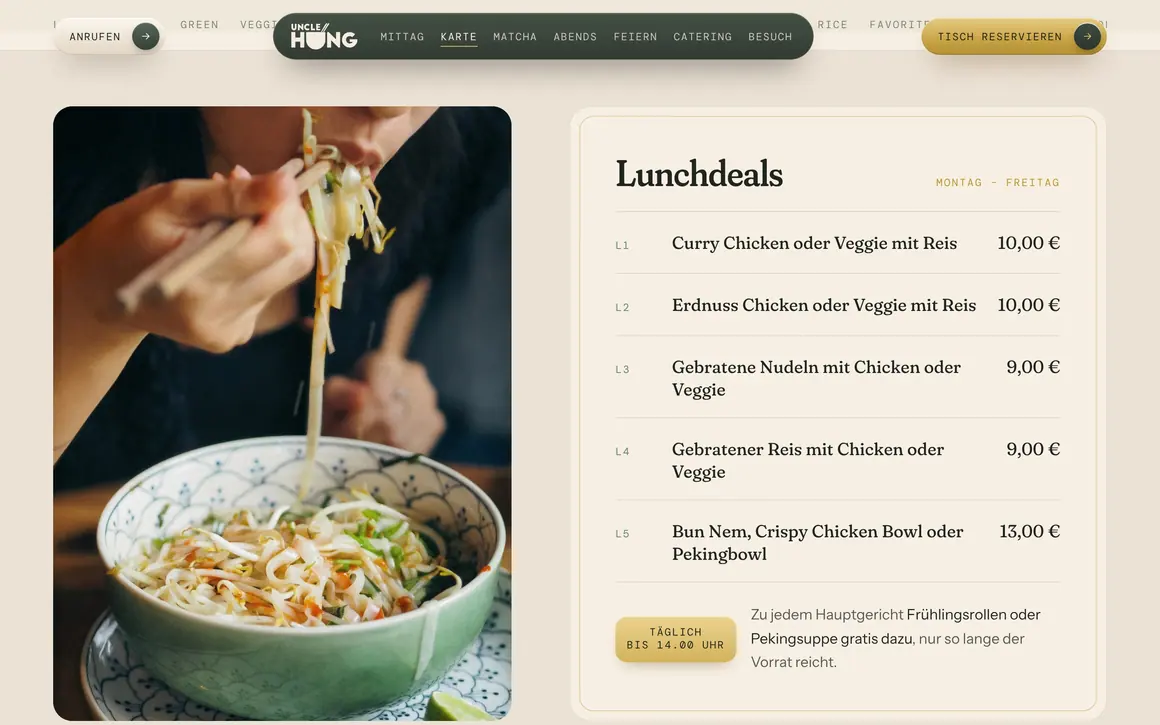 GREEN
RICE
ANRUFEN →
UNCLE
HUNG
MITTAG KARTE MATCHA ABENDS FEIERN CATERING BESUCH
TISCH RESERVIEREN →
Lunchdeals
MONTAG – FREITAG
L1 Curry Chicken oder Veggie mit Reis 10,00 €
L2 Erdnuss Chicken oder Veggie mit Reis 10,00 €
L3 Gebratene Nudeln mit Chicken oder 9,00 €
Veggie
L4 Gebratener Reis mit Chicken oder 9,00 €
Veggie
L5 Bun Nem, Crispy Chicken Bowl oder 13,00 €
Pekingbowl
TÄGLICH
BIS 14.00 UHR
Zu jedem Hauptgericht Frühlingsrollen oder
Pekingsuppe gratis dazu, nur so lange der
Vorrat reicht.